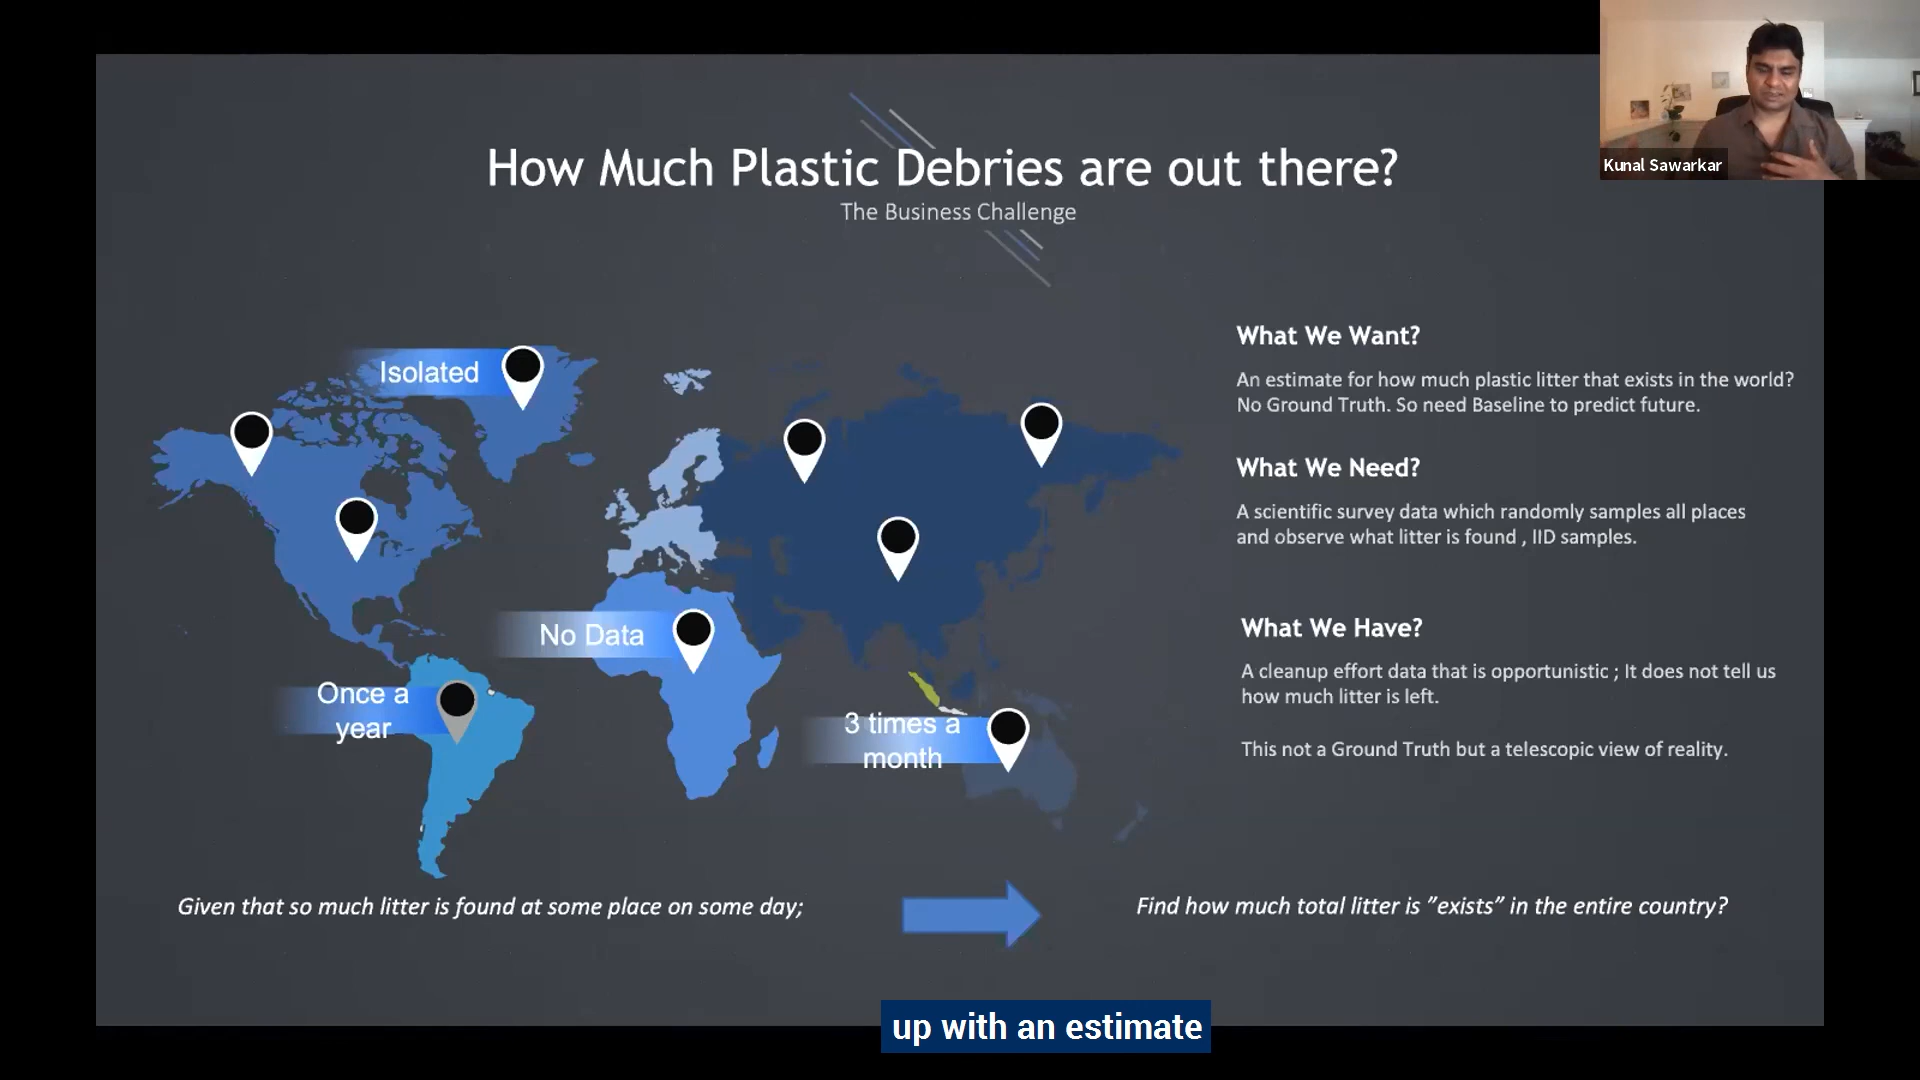 Kunal Sawarkar
How Much Plastic Debries are out there?
The Business Challenge
Isolated
No Data
Once a
year
3 times a
month
What We Want?
An estimate for how much plastic litter that exists in the world?
No Ground Truth. So need Baseline to predict future.
What We Need?
A scientific survey data which randomly samples all places
and observe what litter is found , IID samples.
What We Have?
A cleanup effort data that is opportunistic ; It does not tell us
how much litter is left.
This not a Ground Truth but a telescopic view of reality.
Given that so much litter is found at some place on some day;
Find how much total litter is ”exists” in the entire country?
up with an estimate